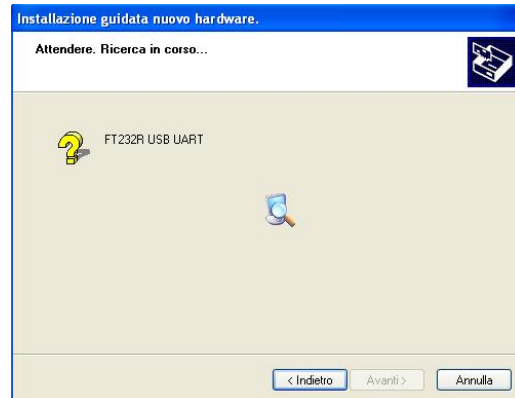 Installazione guidata nuovo hardware.
Attendere. Ricerca in corso...
FT232R USB UART
< Indietro
Avanti >
Annulla